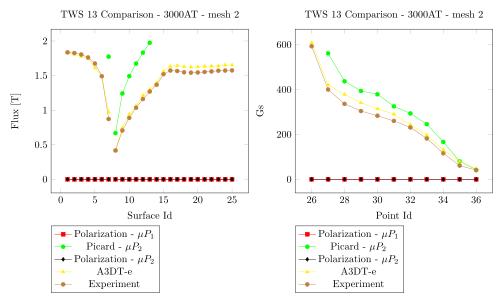 TWS 13 Comparison - 3000AT - mesh 2
2
1.5
1
0.5
0
Flux [T]
0 5 10 15 20 25
Surface Id
Polarization - μP₁
Picard - μP₂
Polarization - μP₂
A3DT-e
Experiment
TWS 13 Comparison - 3000AT - mesh 2
600
400
200
0
Gs
26 28 30 32 34 36
Point Id
Polarization - μP₁
Picard - μP₂
Polarization - μP₂
A3DT-e
Experiment